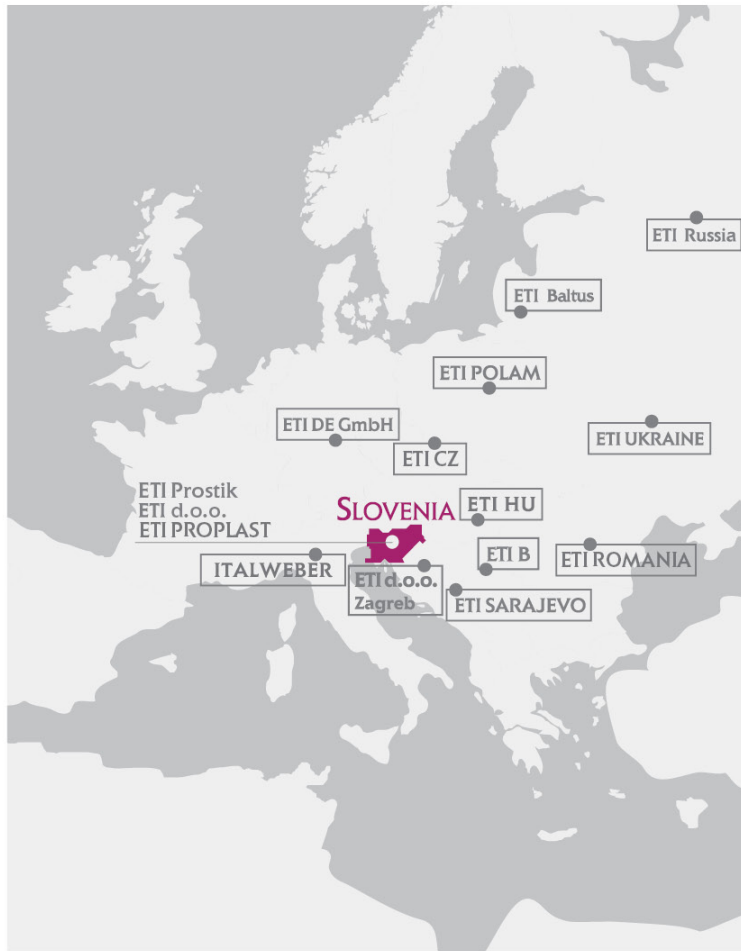 ETI Russia
ETI Baltus
ETI POLAM
ETI DE GmbH
ETI UKRAINE
ETI CZ
ETI Prostik
ETI d.o.o.
ETI PROPLAST
SLOVENIA
ETI HU
ITALWEBER
ETI B
ETI ROMANIA
ETI d.o.o.
Zagreb
ETI SARAJEVO